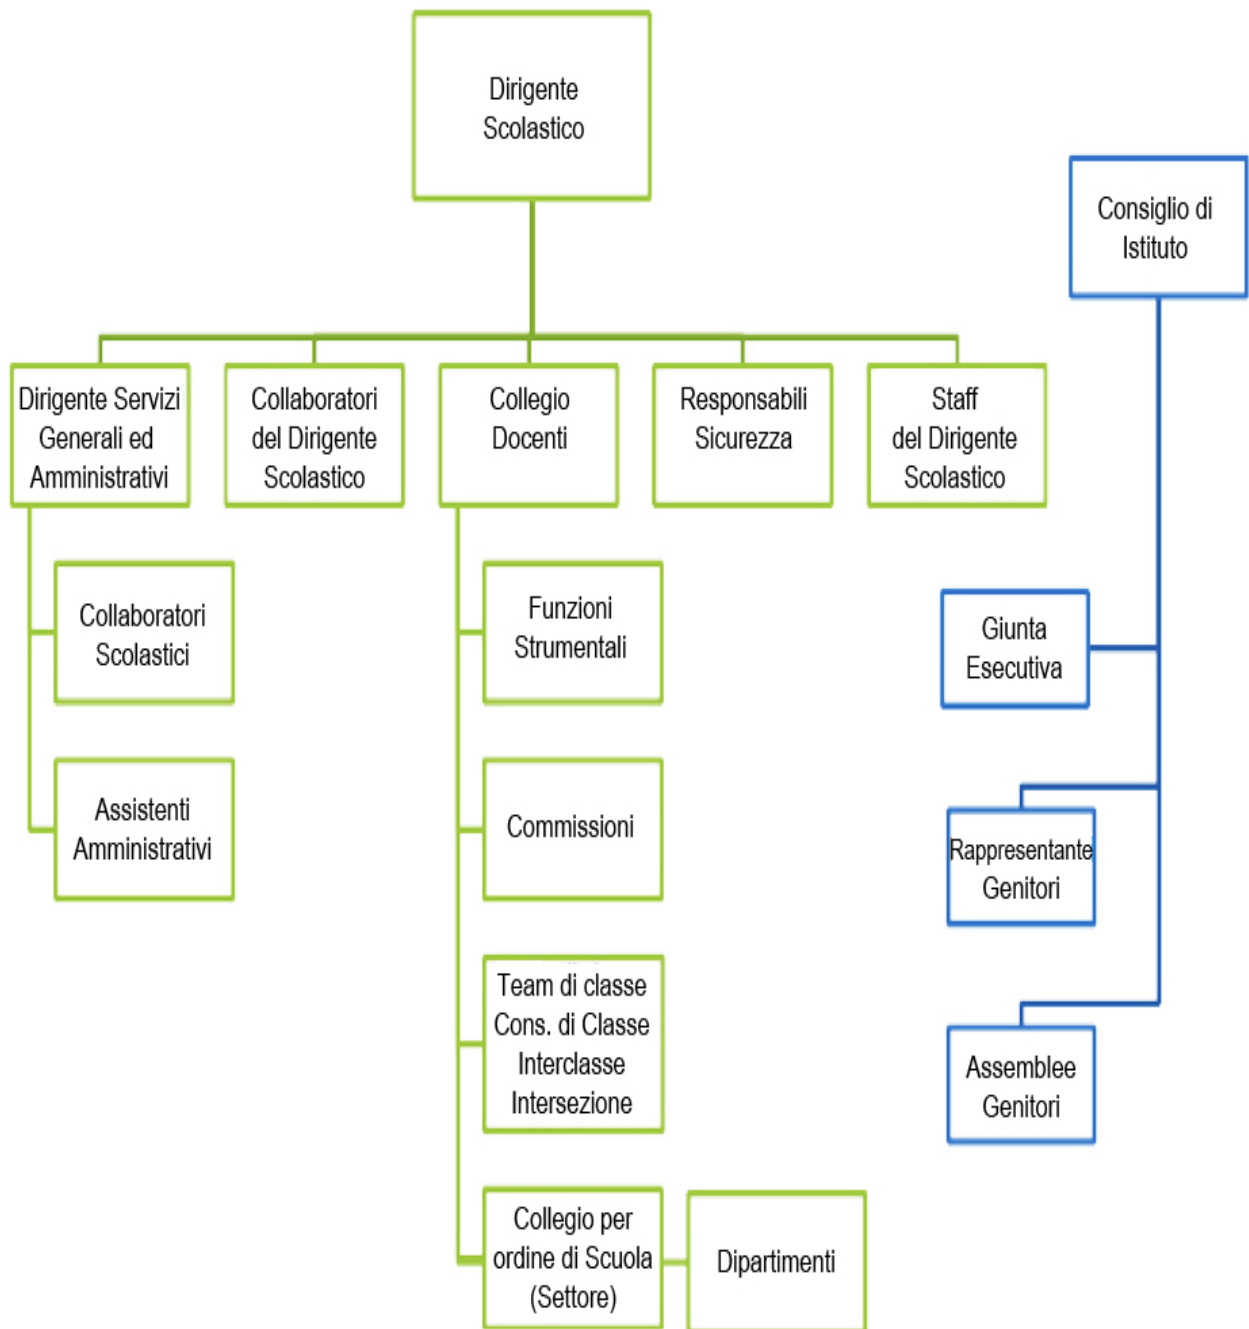 Dirigente
Scolastico
Consiglio di
Istituto
Dirigente Servizi
Generali ed
Amministrativi
Collaboratori
del Dirigente
Scolastico
Collegio
Docenti
Responsabili
Sicurezza
Staff
del Dirigente
Scolastico
Collaboratori
Scolastici
Funzioni
Strumentali
Giunta
Esecutiva
Assistenti
Amministrativi
Commissioni
Rappresentante
Genitori
Team di classe
Cons. di Classe
Interclasse
Intersezione
Assemblee
Genitori
Collegio per
ordine di Scuola
(Settore)
Dipartimenti